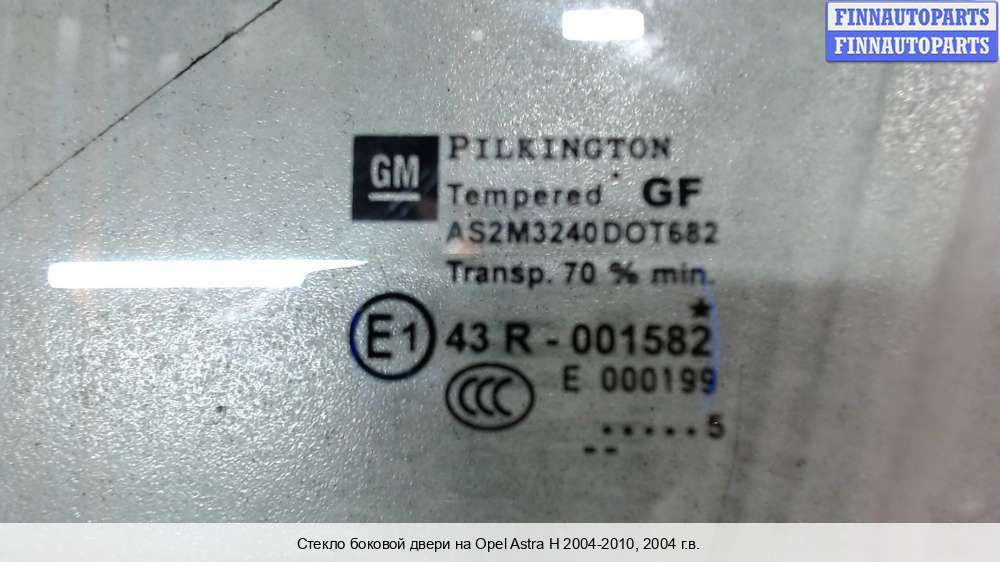 FINNAUTOPARTS
FINNAUTOPARTS
GM
PILKINGTON
Tempered GF
AS2M3240DOT682
Transp. 70 % min.
E1 43 R - 001582
CCC E 000199
.....5
--
Стекло боковой двери на Opel Astra H 2004-2010, 2004 г.в.